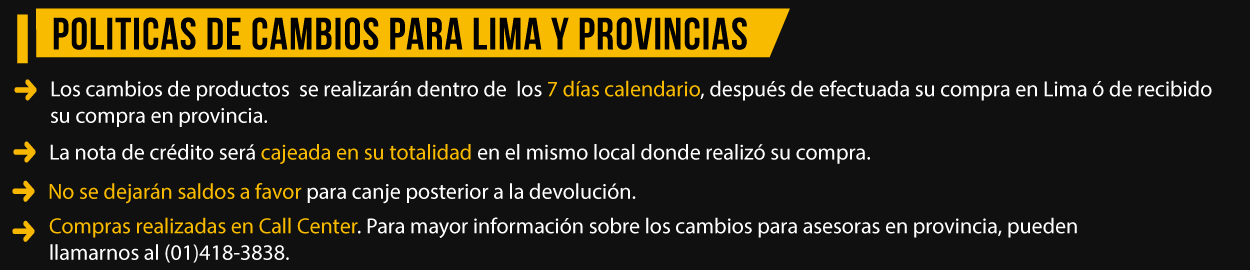 POLITICAS DE CAMBIOS PARA LIMA Y PROVINCIAS
Los cambios de productos se realizarán dentro de los 7 días calendario, después de efectuada su compra en Lima ó de recibido
su compra en provincia.
La nota de crédito será cajeada en su totalidad en el mismo local donde realizó su compra.
No se dejarán saldos a favor para canje posterior a la devolución.
Compras realizadas en Call Center. Para mayor información sobre los cambios para asesoras en provincia, pueden
llamarnos al (01)418-3838.